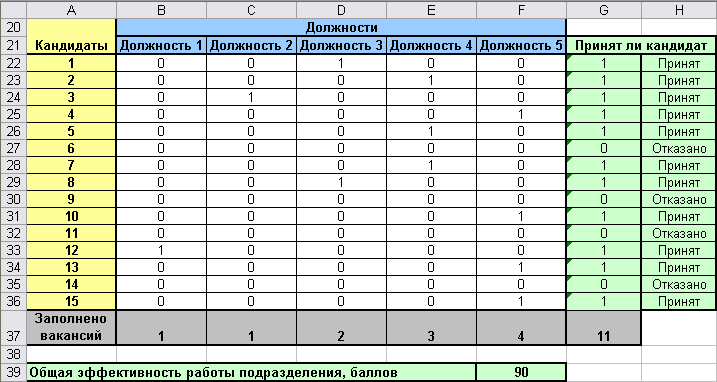 A B C D E F G H
20 Должности
21 Кандидаты Должность 1 Должность 2 Должность 3 Должность 4 Должность 5 Принят ли кандидат
22 1 0 0 1 0 0 1 Принят
23 2 0 0 0 1 0 1 Принят
24 3 0 1 0 0 0 1 Принят
25 4 0 0 0 0 1 1 Принят
26 5 0 0 0 1 0 1 Принят
27 6 0 0 0 0 0 0 Отказано
28 7 0 0 0 1 0 1 Принят
29 8 0 0 1 0 0 1 Принят
30 9 0 0 0 0 0 0 Отказано
31 10 0 0 0 0 1 1 Принят
32 11 0 0 0 0 0 0 Отказано
33 12 1 0 0 0 0 1 Принят
34 13 0 0 0 0 1 1 Принят
35 14 0 0 0 0 0 0 Отказано
36 15 0 0 0 0 1 1 Принят
Заполнено
37 вакансий 1 1 2 3 4 11
38
39 Общая эффективность работы подразделения, баллов 90